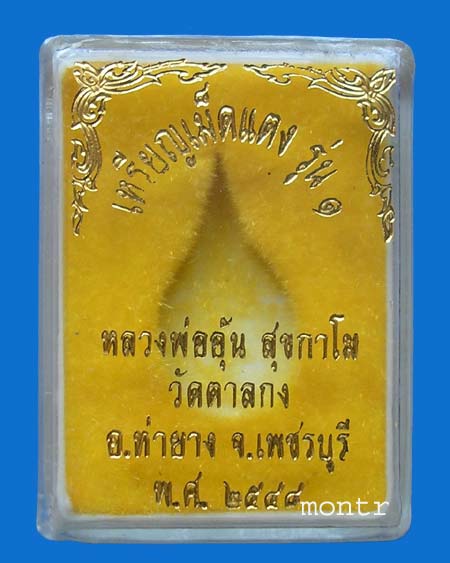 เหรียญเม็ดแตง รุ่น ๑
หลวงพ่ออุ้น สุขกาโม
วัดตาลกง
อ.ท่ายาง จ.เพชรบุรี
พ.ศ. ๒๕๔๔
montr